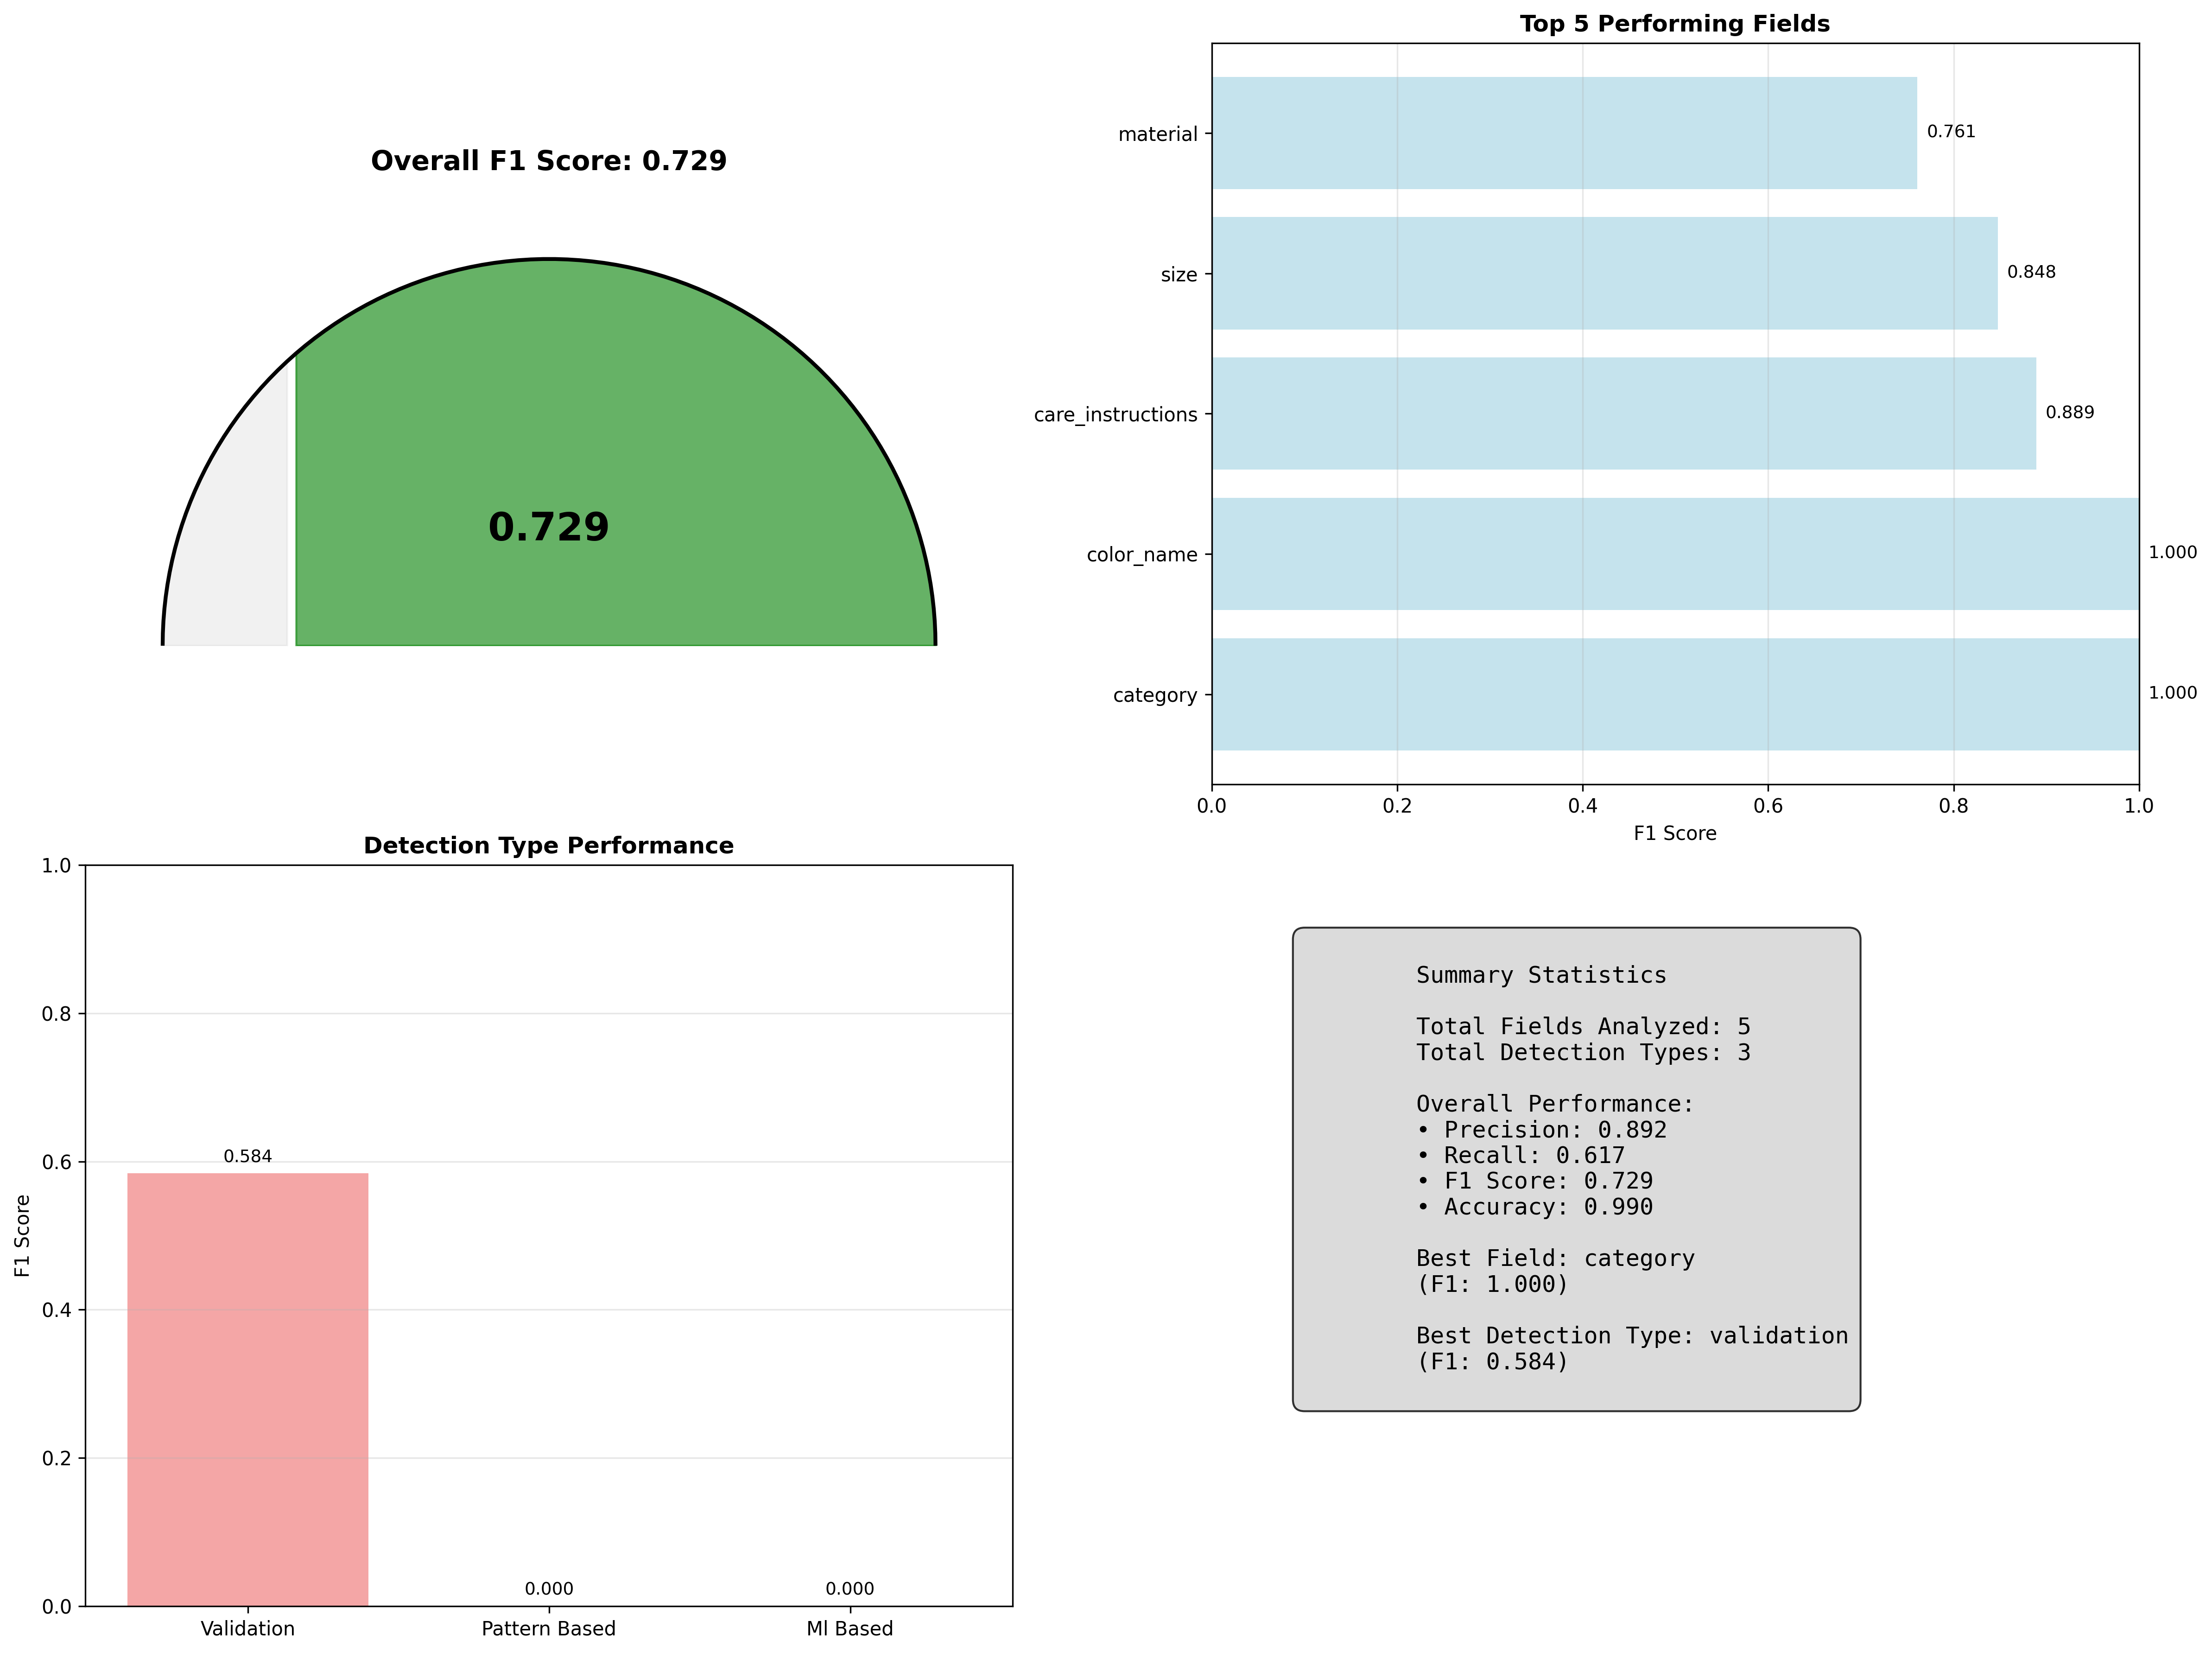 Overall F1 Score: 0.729
0.729
Top 5 Performing Fields
material
0.761
size
0.848
care_instructions
0.889
color_name
1.000
category
1.000
0.0
0.2
0.4
0.6
0.8
1.0
F1 Score
Detection Type Performance
F1 Score
1.0
0.8
0.6
0.4
0.2
0.0
0.584
0.000
0.000
Validation
Pattern Based
Ml Based
Summary Statistics
Total Fields Analyzed: 5
Total Detection Types: 3
Overall Performance:
• Precision: 0.892
• Recall: 0.617
• F1 Score: 0.729
• Accuracy: 0.990
Best Field: category
(F1: 1.000)
Best Detection Type: validation
(F1: 0.584)